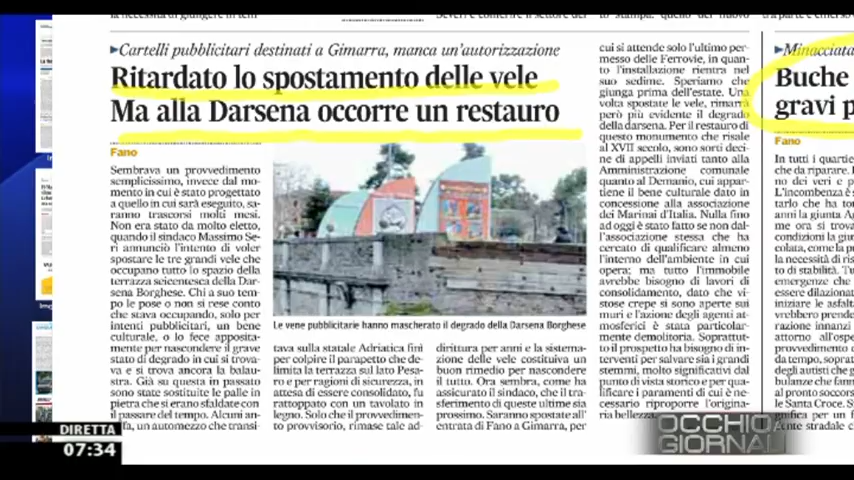 ▸Cartelli pubblicitari destinati a Gimarra, manca un'autorizzazione
Ritardato lo spostamento delle vele
Ma alla Darsena occorre un restauro
Fano
Sembrava un provvedimento
semplicissimo, invece dal mo-
mento in cui è stato progettato
a quello in cui sarà eseguito, sa-
ranno trascorsi molti mesi.
Non era stato da molto eletto,
quando il sindaco Massimo Se-
ri annunciò l'intento di voler
spostare le tre grandi vele che
occupano tutto lo spazio della
terrazza seicentesca della Dar-
sena Borghese. Chi a suo tem-
po le pose o non si rese conto
che stava occupando, solo per
intenti pubblicitari, un bene
culturale, o lo fece apposita-
mente per nascondere il grave
stato di degrado in cui si trova-
va e si trova ancora la balau-
stra. Già su questa in passato
sono state sostituite le palle in
pietra che si erano sfaldate con
il passare del tempo. Alcuni an-
fa, un automezzo che transi-
Le vene pubblicitarie hanno mascherato il degrado della Darsena Borghese
tava sulla statale Adriatica finì
per colpire il parapetto che de-
limita la terrazza sul lato Pesa-
ro e per ragioni di sicurezza, in
attesa di essere consolidato, fu
rattoppato con un tavolato in
legno. Solo che il provvedimen-
to provvisorio, rimase tale ad-
dirittura per anni e la sistema-
zione delle vele costituiva un
buon rimedio per nascondere
il tutto. Ora sembra, come ha
assicurato il sindaco, che il tra-
sferimento di queste ultime sia
prossimo. Saranno spostate all'
entrata di Fano a Gimarra, per
cui si attende solo l'ultimo per-
messo delle Ferrovie, in quan-
to l'installazione rientra nel
suo sedime. Speriamo che
giunga prima dell'estate. Una
volta spostate le vele, rimarrà
però più evidente il degrado
della darsena. Per il restauro di
questo monumento che risale
al XVII secolo, sono sorti deci-
ne di appelli inviati tanto alla
Amministrazione comunale
quanto al Demanio, cui appar-
tiene il bene culturale dato in
concessione alla associazione
dei Marinai d'Italia. Nulla fino
ad oggi è stato fatto se non dal-
l'associazione stessa che ha
cercato di qualificare almeno
l'interno dell'ambiente in cui
opera; ma tutto l'immobile
avrebbe bisogno di lavori di
consolidamento, dato che vi-
stose crepe si sono aperte sui
muri e l'azione degli agenti at-
mosferici è stata particolar-
mente demolitoria. Soprattut-
to il prospetto ha bisogno di in-
terventi per salvare sia i grandi
stemmi, molto significativi dal
punto di vista storico e per qua-
lificare i paramenti di cui è ne-
cessario riproporre l'origina-
ria bellezza.
▸Minacciata
Buche
gravi p
Fano
In tutti i quartie
che da riparare.
DIRETTA
07:34
OCCHIO
GIORNAL